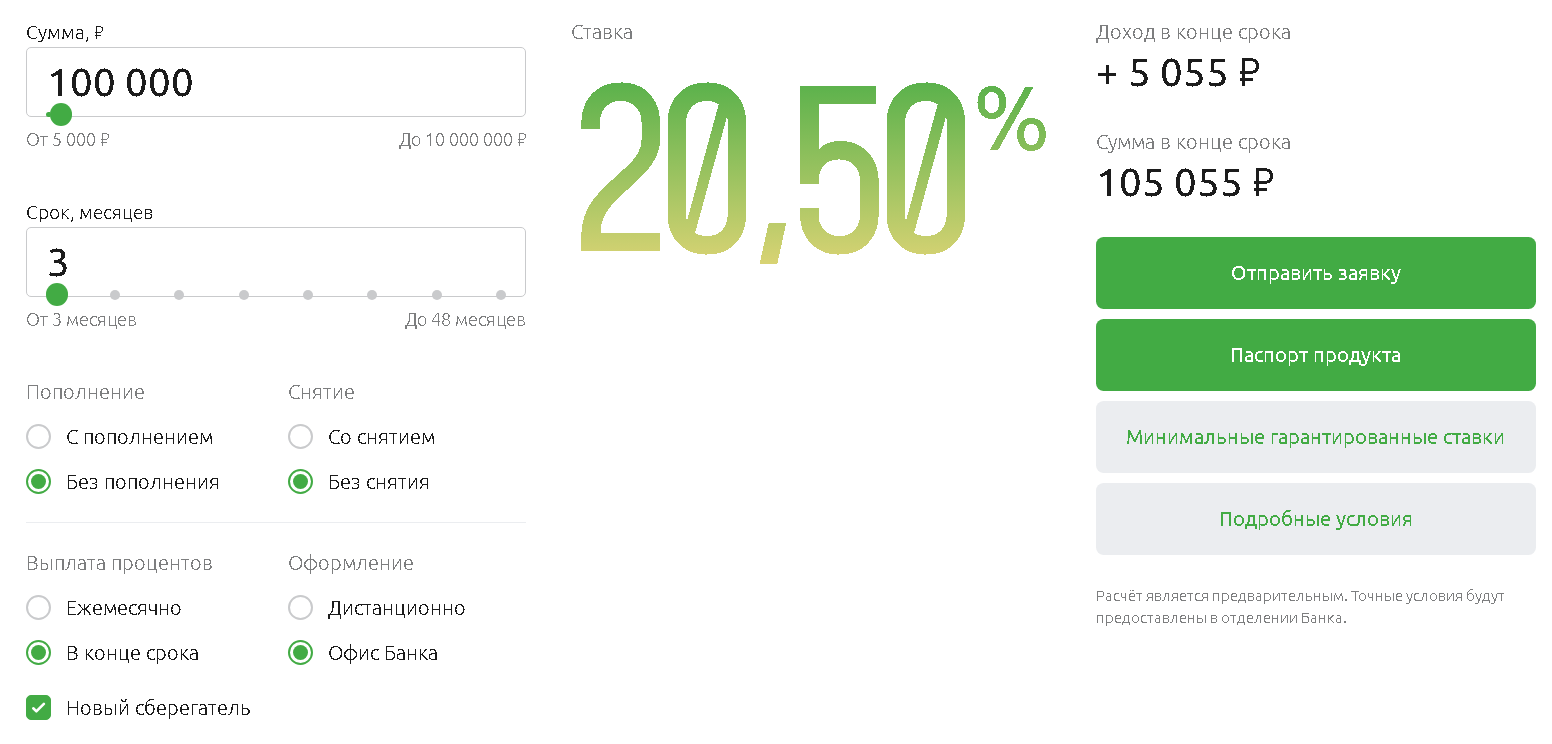 Сумма, ₽
100 000
От 5 000 ₽
До 10 000 000 ₽
Срок, месяцев
3
От 3 месяцев
До 48 месяцев
Пополнение
С пополнением
Без пополнения
Снятие
Со снятием
Без снятия
Выплата процентов
Ежемесячно
В конце срока
Оформление
Дистанционно
Офис Банка
Новый сберегатель
Ставка
20,50%
Доход в конце срока
+ 5 055 ₽
Сумма в конце срока
105 055 ₽
Отправить заявку
Паспорт продукта
Минимальные гарантированные ставки
Подробные условия
Расчёт является предварительным. Точные условия будут
предоставлены в отделении Банка.